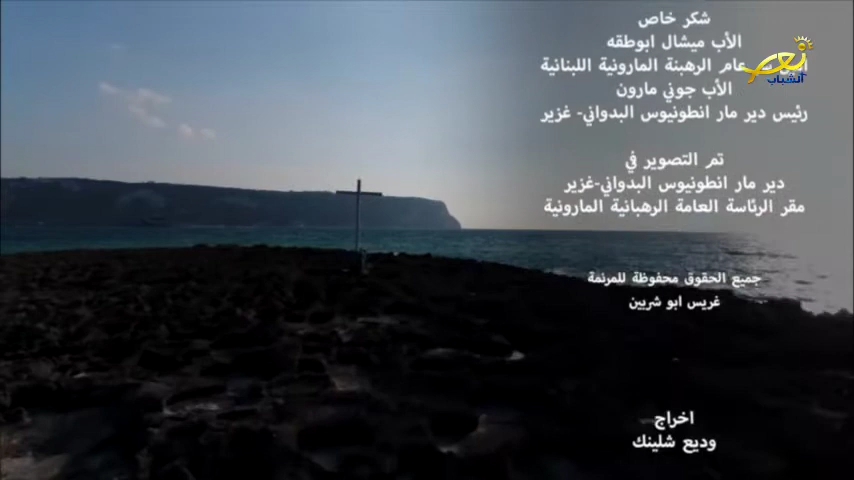 شكر خاص
الأب ميشال ابوطقه
عام الرهبنة المارونية اللبنانية
الأب جوني مارون
رئيس دير مار انطونيوس البدواني- غزير
تم التصوير في
دير مار انطونيوس البدواني-غزير
مقر الرئاسة العامة الرهبانية المارونية
جميع الحقوق محفوظة للمرنمة
غريس ابو شربين
اخراج
وديع شلينك
الشباب